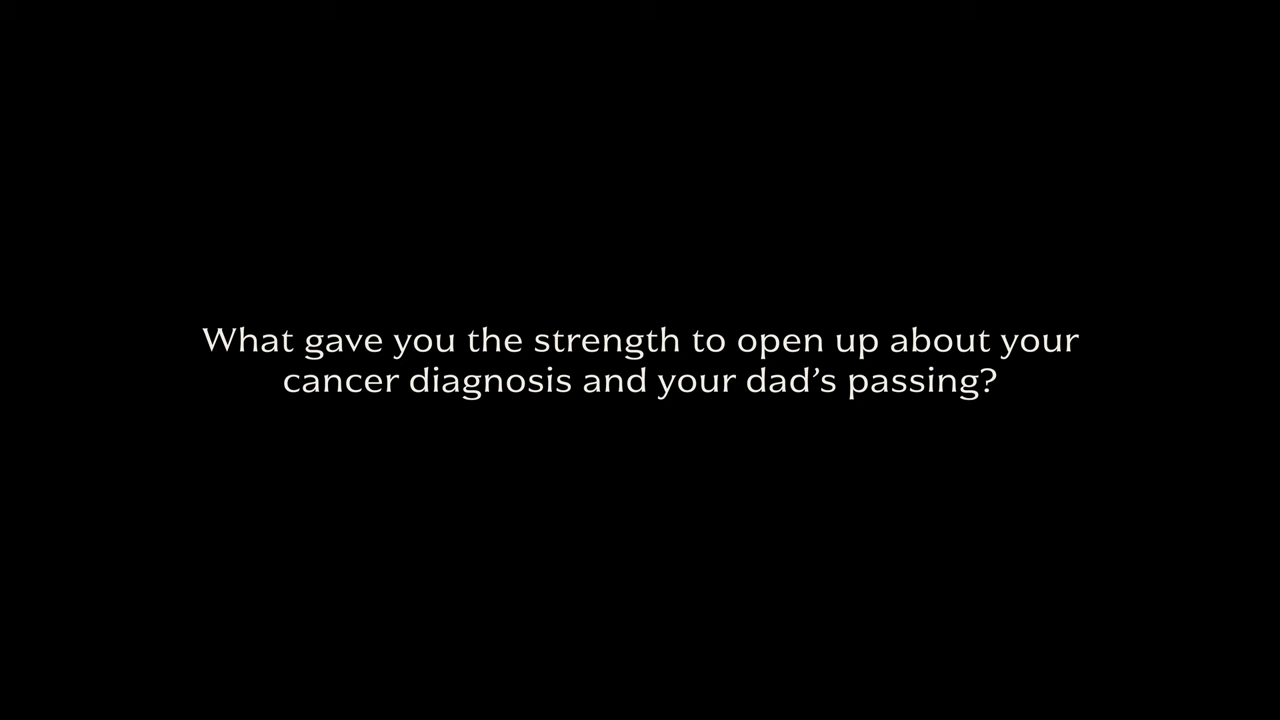 What gave you the strength to open up about your
cancer diagnosis and your dad’s passing?